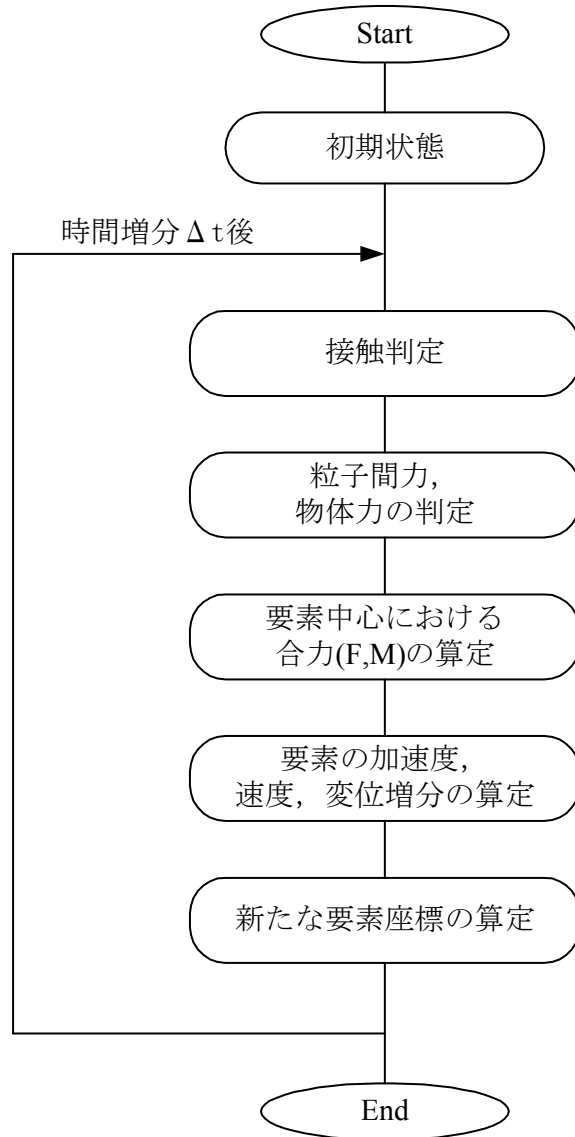 Start
初期状態
時間増分Δt後
接触判定
粒子間力，
物体力の判定
要素中心における
合力(F,M)の算定
要素の加速度，
速度，変位増分の算定
新たな要素座標の算定
End